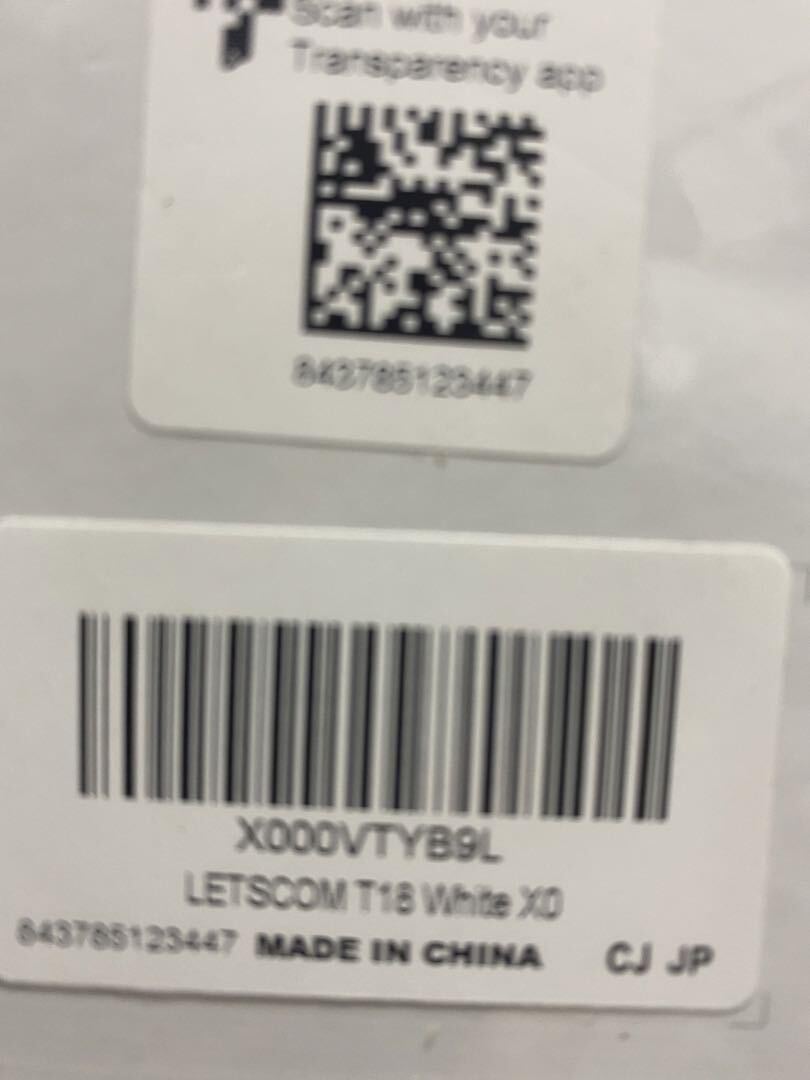 Scan with your
Transparency app
843785123447
X000VTYB9L
LETSCOM T18 White X0
843785123447 MADE IN CHINA CJ JP